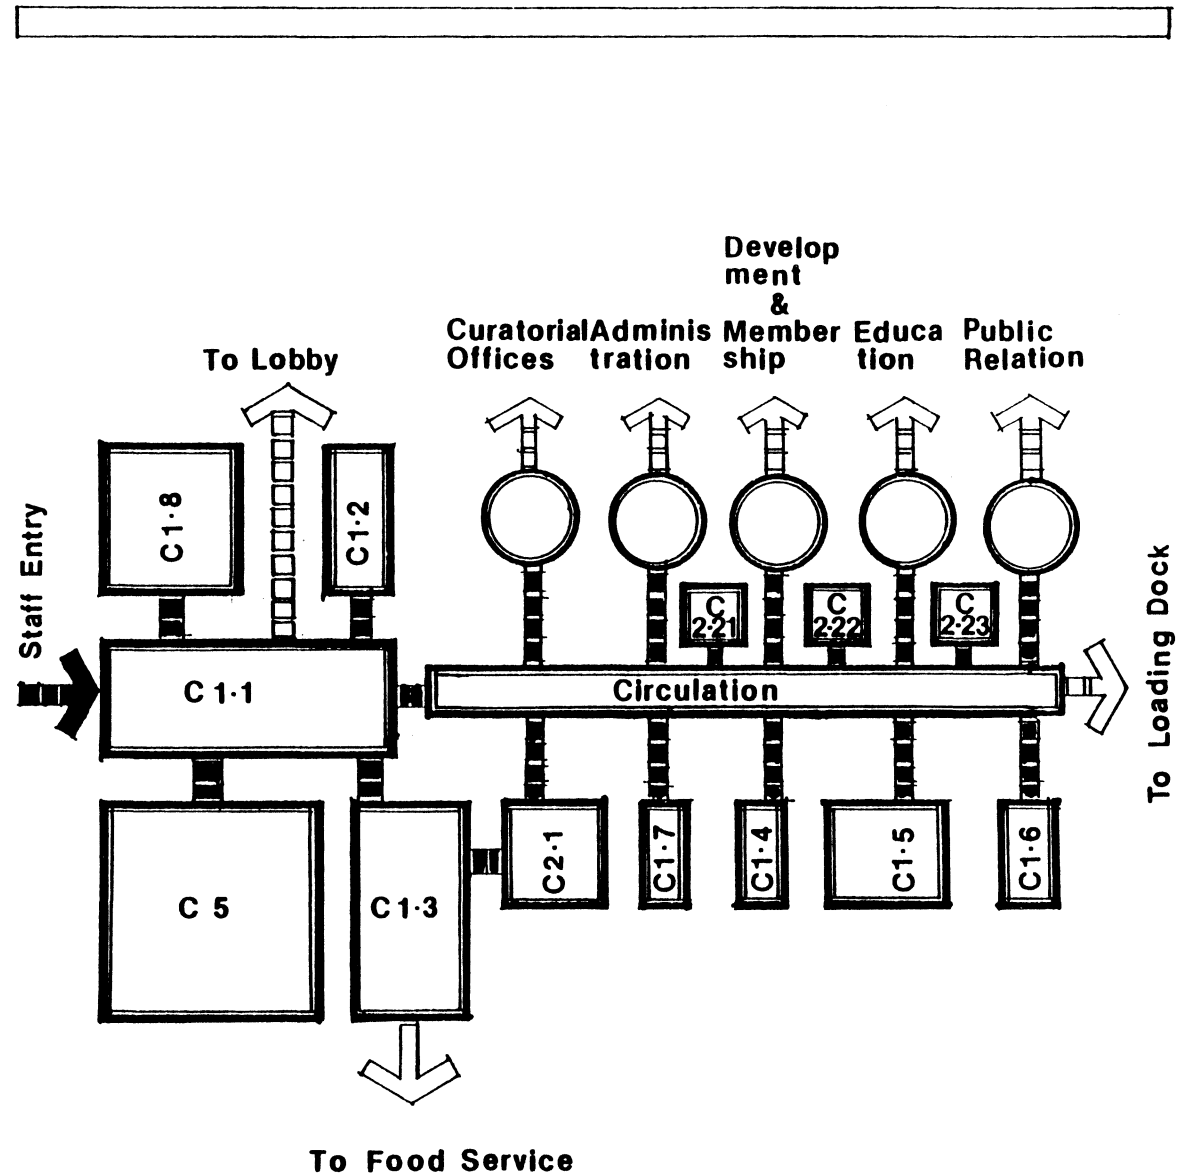 Develop
ment
&
Curatorial Adminis Member Educa Public
Offices tration ship tion Relation
To Lobby
Staff Entry
C1·8
C1·2
C
2·21
C
2·22
C
2·23
To Loading Dock
C1·1
Circulation
C 5
C1·3
C2·1
C1·7
C1·4
C1·5
C1·6
To Food Service